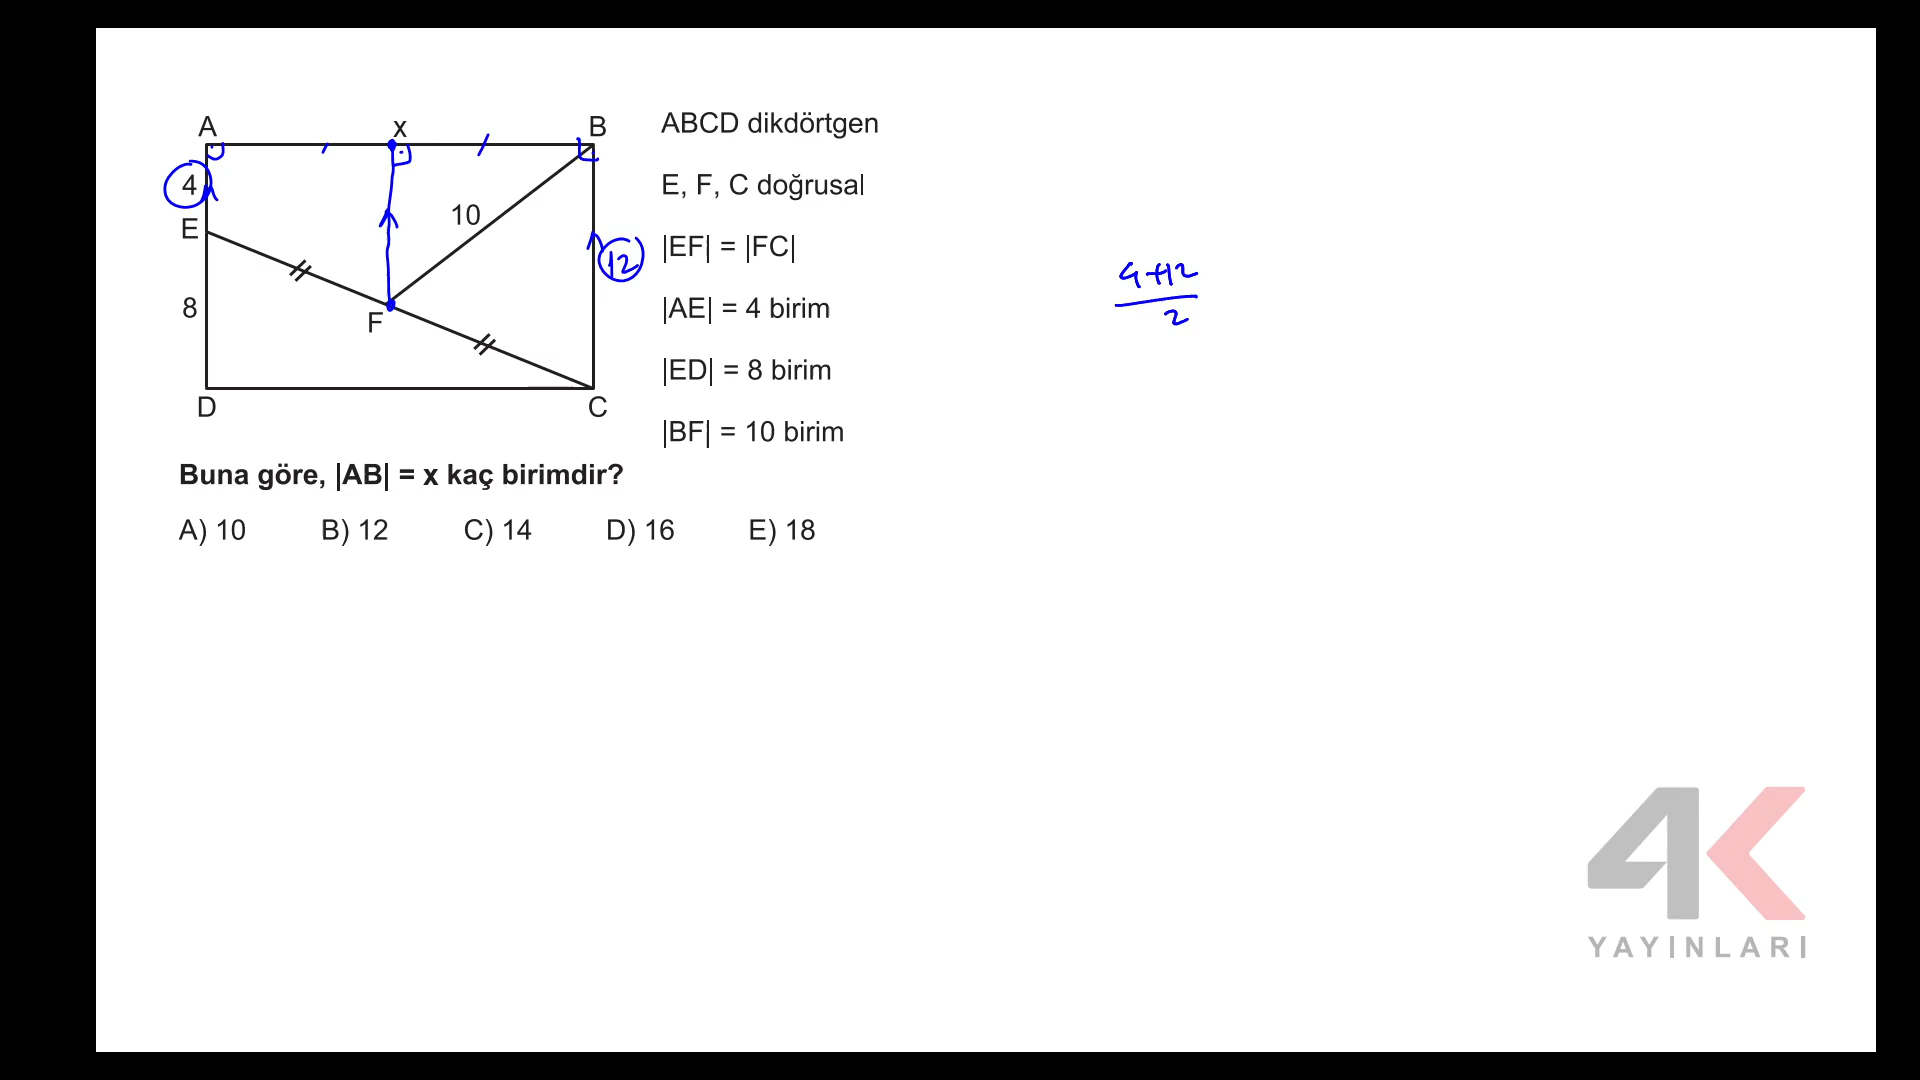 A x B
ABCD dikdörtgen
4
E, F, C doğrusal
10
E
|EF| = |FC|
12
4+12
2
8
F
|AE| = 4 birim
|ED| = 8 birim
D C
|BF| = 10 birim
Buna göre, |AB| = x kaç birimdir?
A) 10 B) 12 C) 14 D) 16 E) 18
4K
YAYINLARI